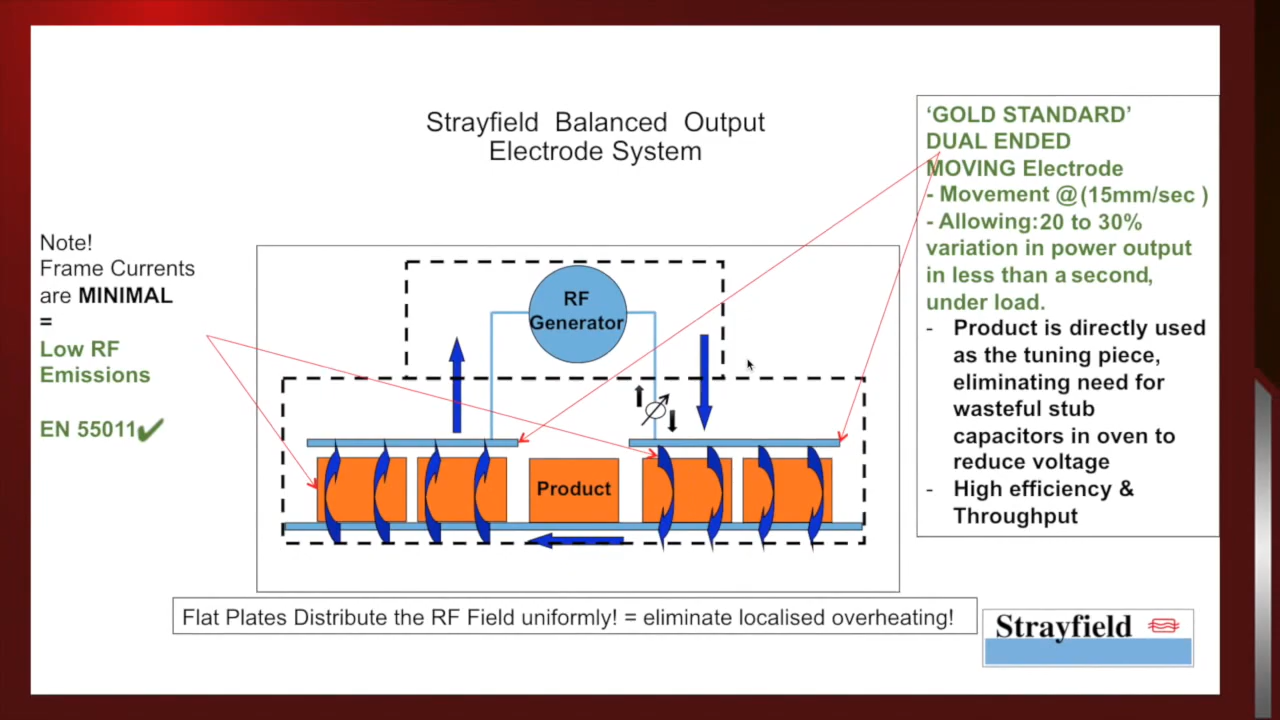 Strayfield Balanced Output
Electrode System
Note!
Frame Currents
are MINIMAL
=
Low RF
Emissions
EN 55011
RF
Generator
Product
‘GOLD STANDARD’
DUAL ENDED
MOVING Electrode
- Movement @(15mm/sec )
- Allowing:20 to 30%
variation in power output
in less than a second,
under load.
- Product is directly used
as the tuning piece,
eliminating need for
wasteful stub
capacitors in oven to
reduce voltage
- High efficiency &
Throughput
Flat Plates Distribute the RF Field uniformly! = eliminate localised overheating!
Strayfield